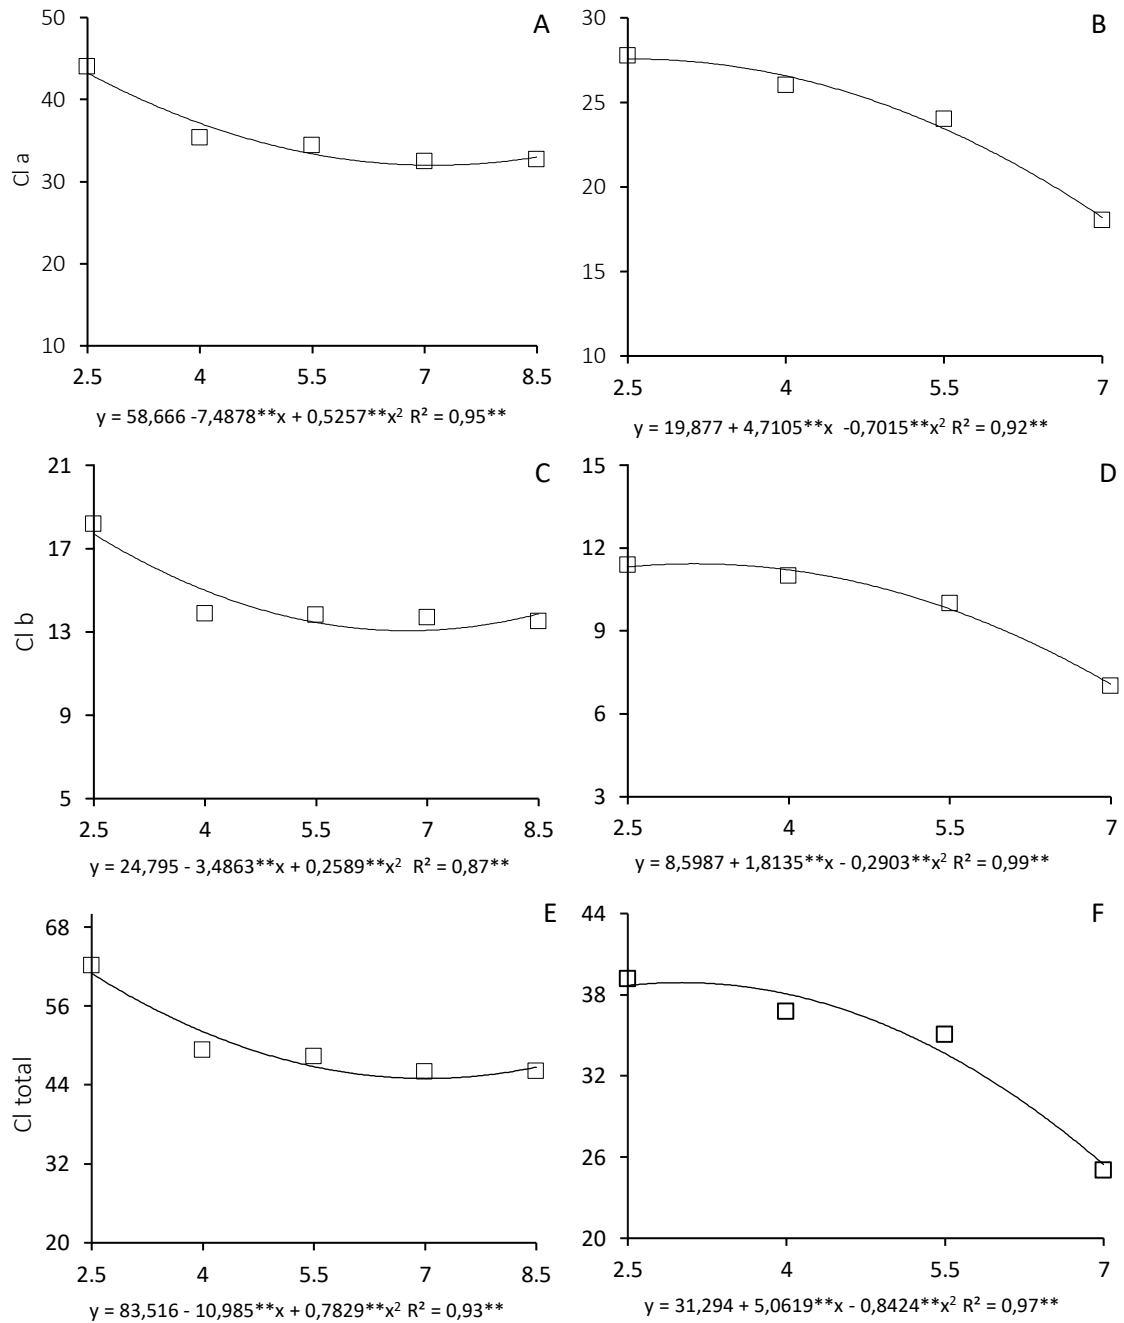 A
50
40
30
20
10
Cl a
2.5 4 5.5 7 8.5
y = 58,666 -7,4878**x + 0,5257**x² R² = 0,95**
B
30
25
20
15
10
2.5 4 5.5 7
y = 19,877 + 4,7105**x -0,7015**x² R² = 0,92**
C
21
17
13
9
5
Cl b
2.5 4 5.5 7 8.5
y = 24,795 - 3,4863**x + 0,2589**x² R² = 0,87**
D
15
12
9
6
3
2.5 4 5.5 7
y = 8,5987 + 1,8135**x - 0,2903**x² R² = 0,99**
E
68
56
44
32
20
Cl total
2.5 4 5.5 7 8.5
y = 83,516 - 10,985**x + 0,7829**x² R² = 0,93**
F
44
38
32
26
20
2.5 4 5.5 7
y = 31,294 + 5,0619**x - 0,8424**x² R² = 0,97**